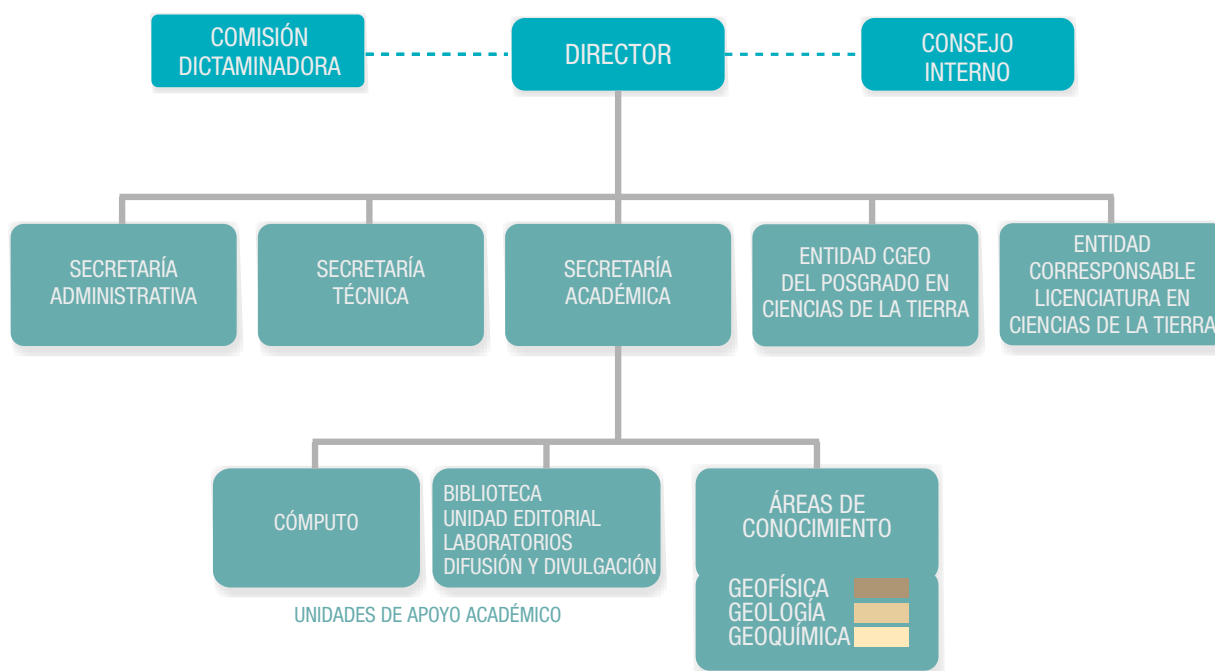 COMISIÓN
DICTAMINADORA
DIRECTOR
CONSEJO
INTERNO
SECRETARÍA
ADMINISTRATIVA
SECRETARÍA
TÉCNICA
SECRETARÍA
ACADÉMICA
ENTIDAD CGEO
DEL POSGRADO EN
CIENCIAS DE LA TIERRA
ENTIDAD
CORRESPONSABLE
LICENCIATURA EN
CIENCIAS DE LA TIERRA
CÓMPUTO
BIBLIOTECA
UNIDAD EDITORIAL
LABORATORIOS
DIFUSIÓN Y DIVULGACIÓN
ÁREAS DE
CONOCIMIENTO
GEOFÍSICA
GEOLOGÍA
GEOQUÍMICA
UNIDADES DE APOYO ACADÉMICO